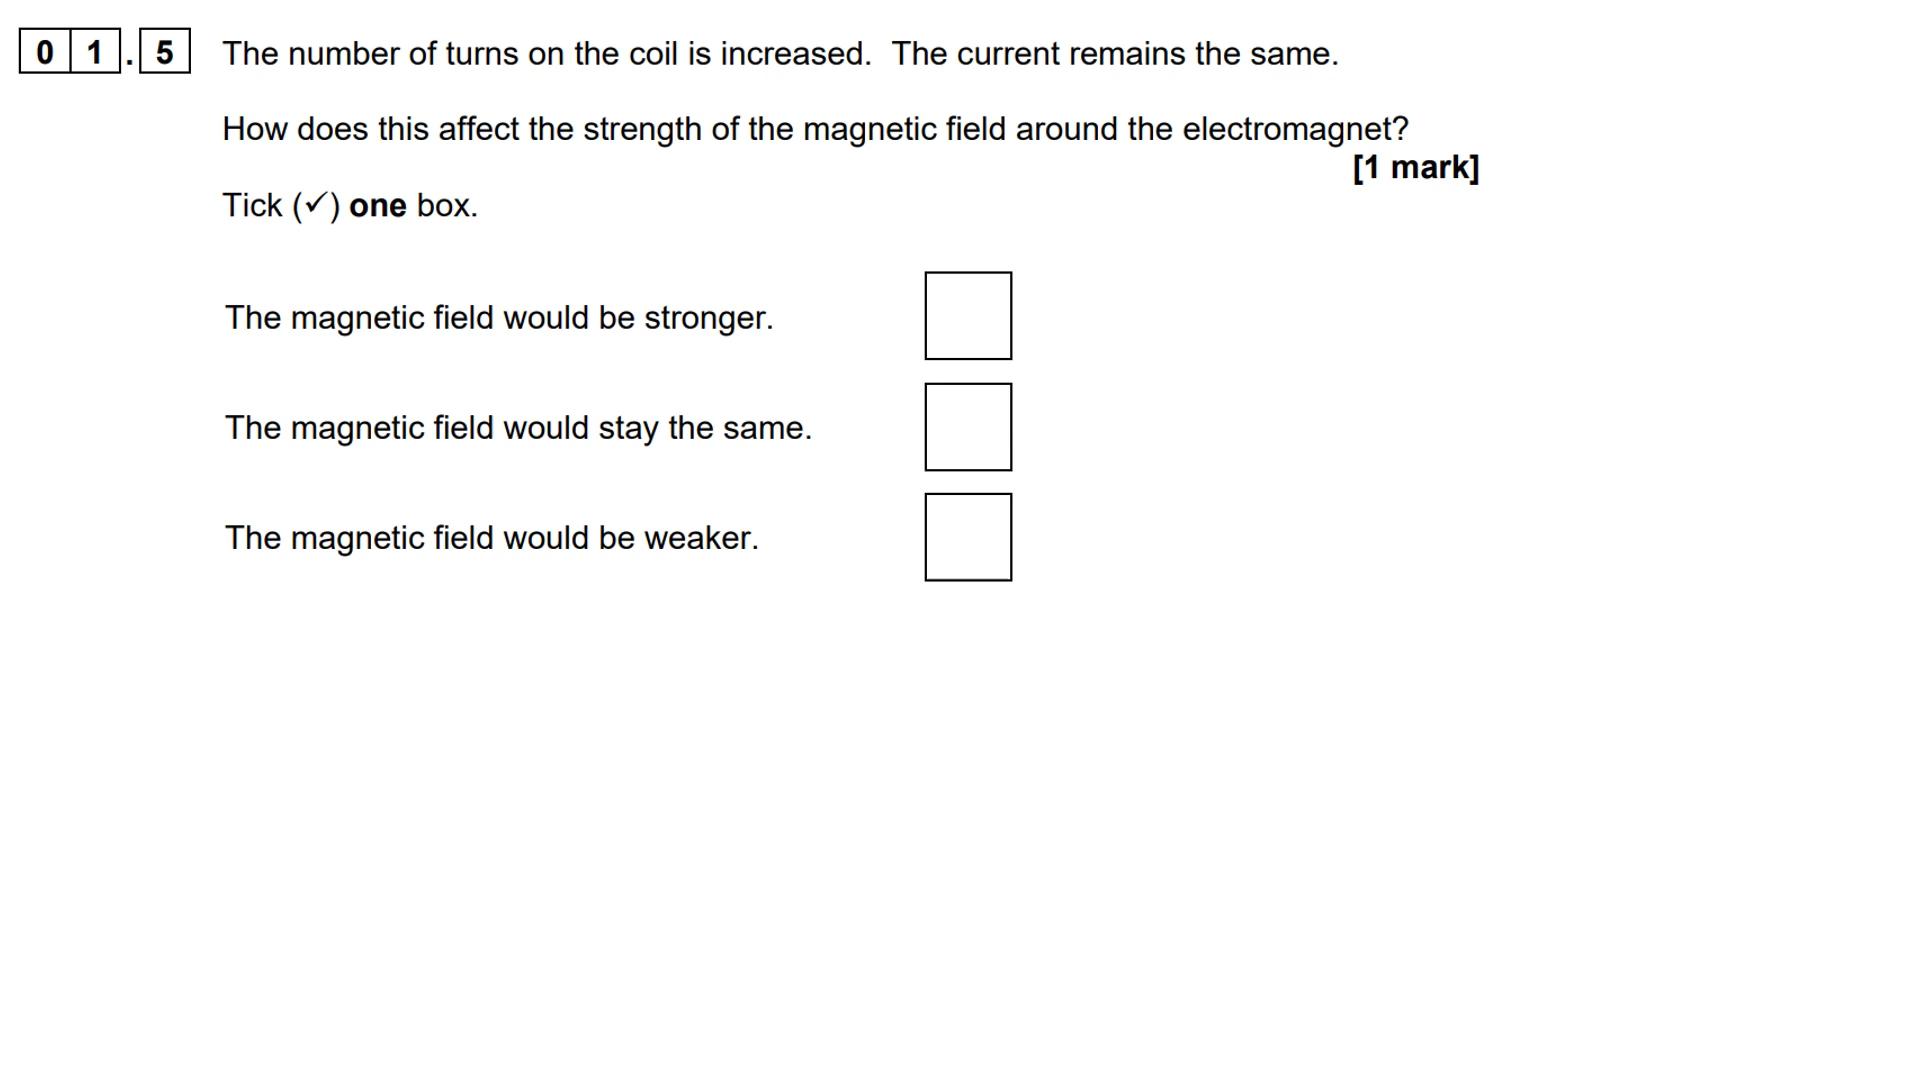 01.5 The number of turns on the coil is increased. The current remains the same.
How does this affect the strength of the magnetic field around the electromagnet?
[1 mark]
Tick (✓) one box.
The magnetic field would be stronger.
The magnetic field would stay the same.
The magnetic field would be weaker.